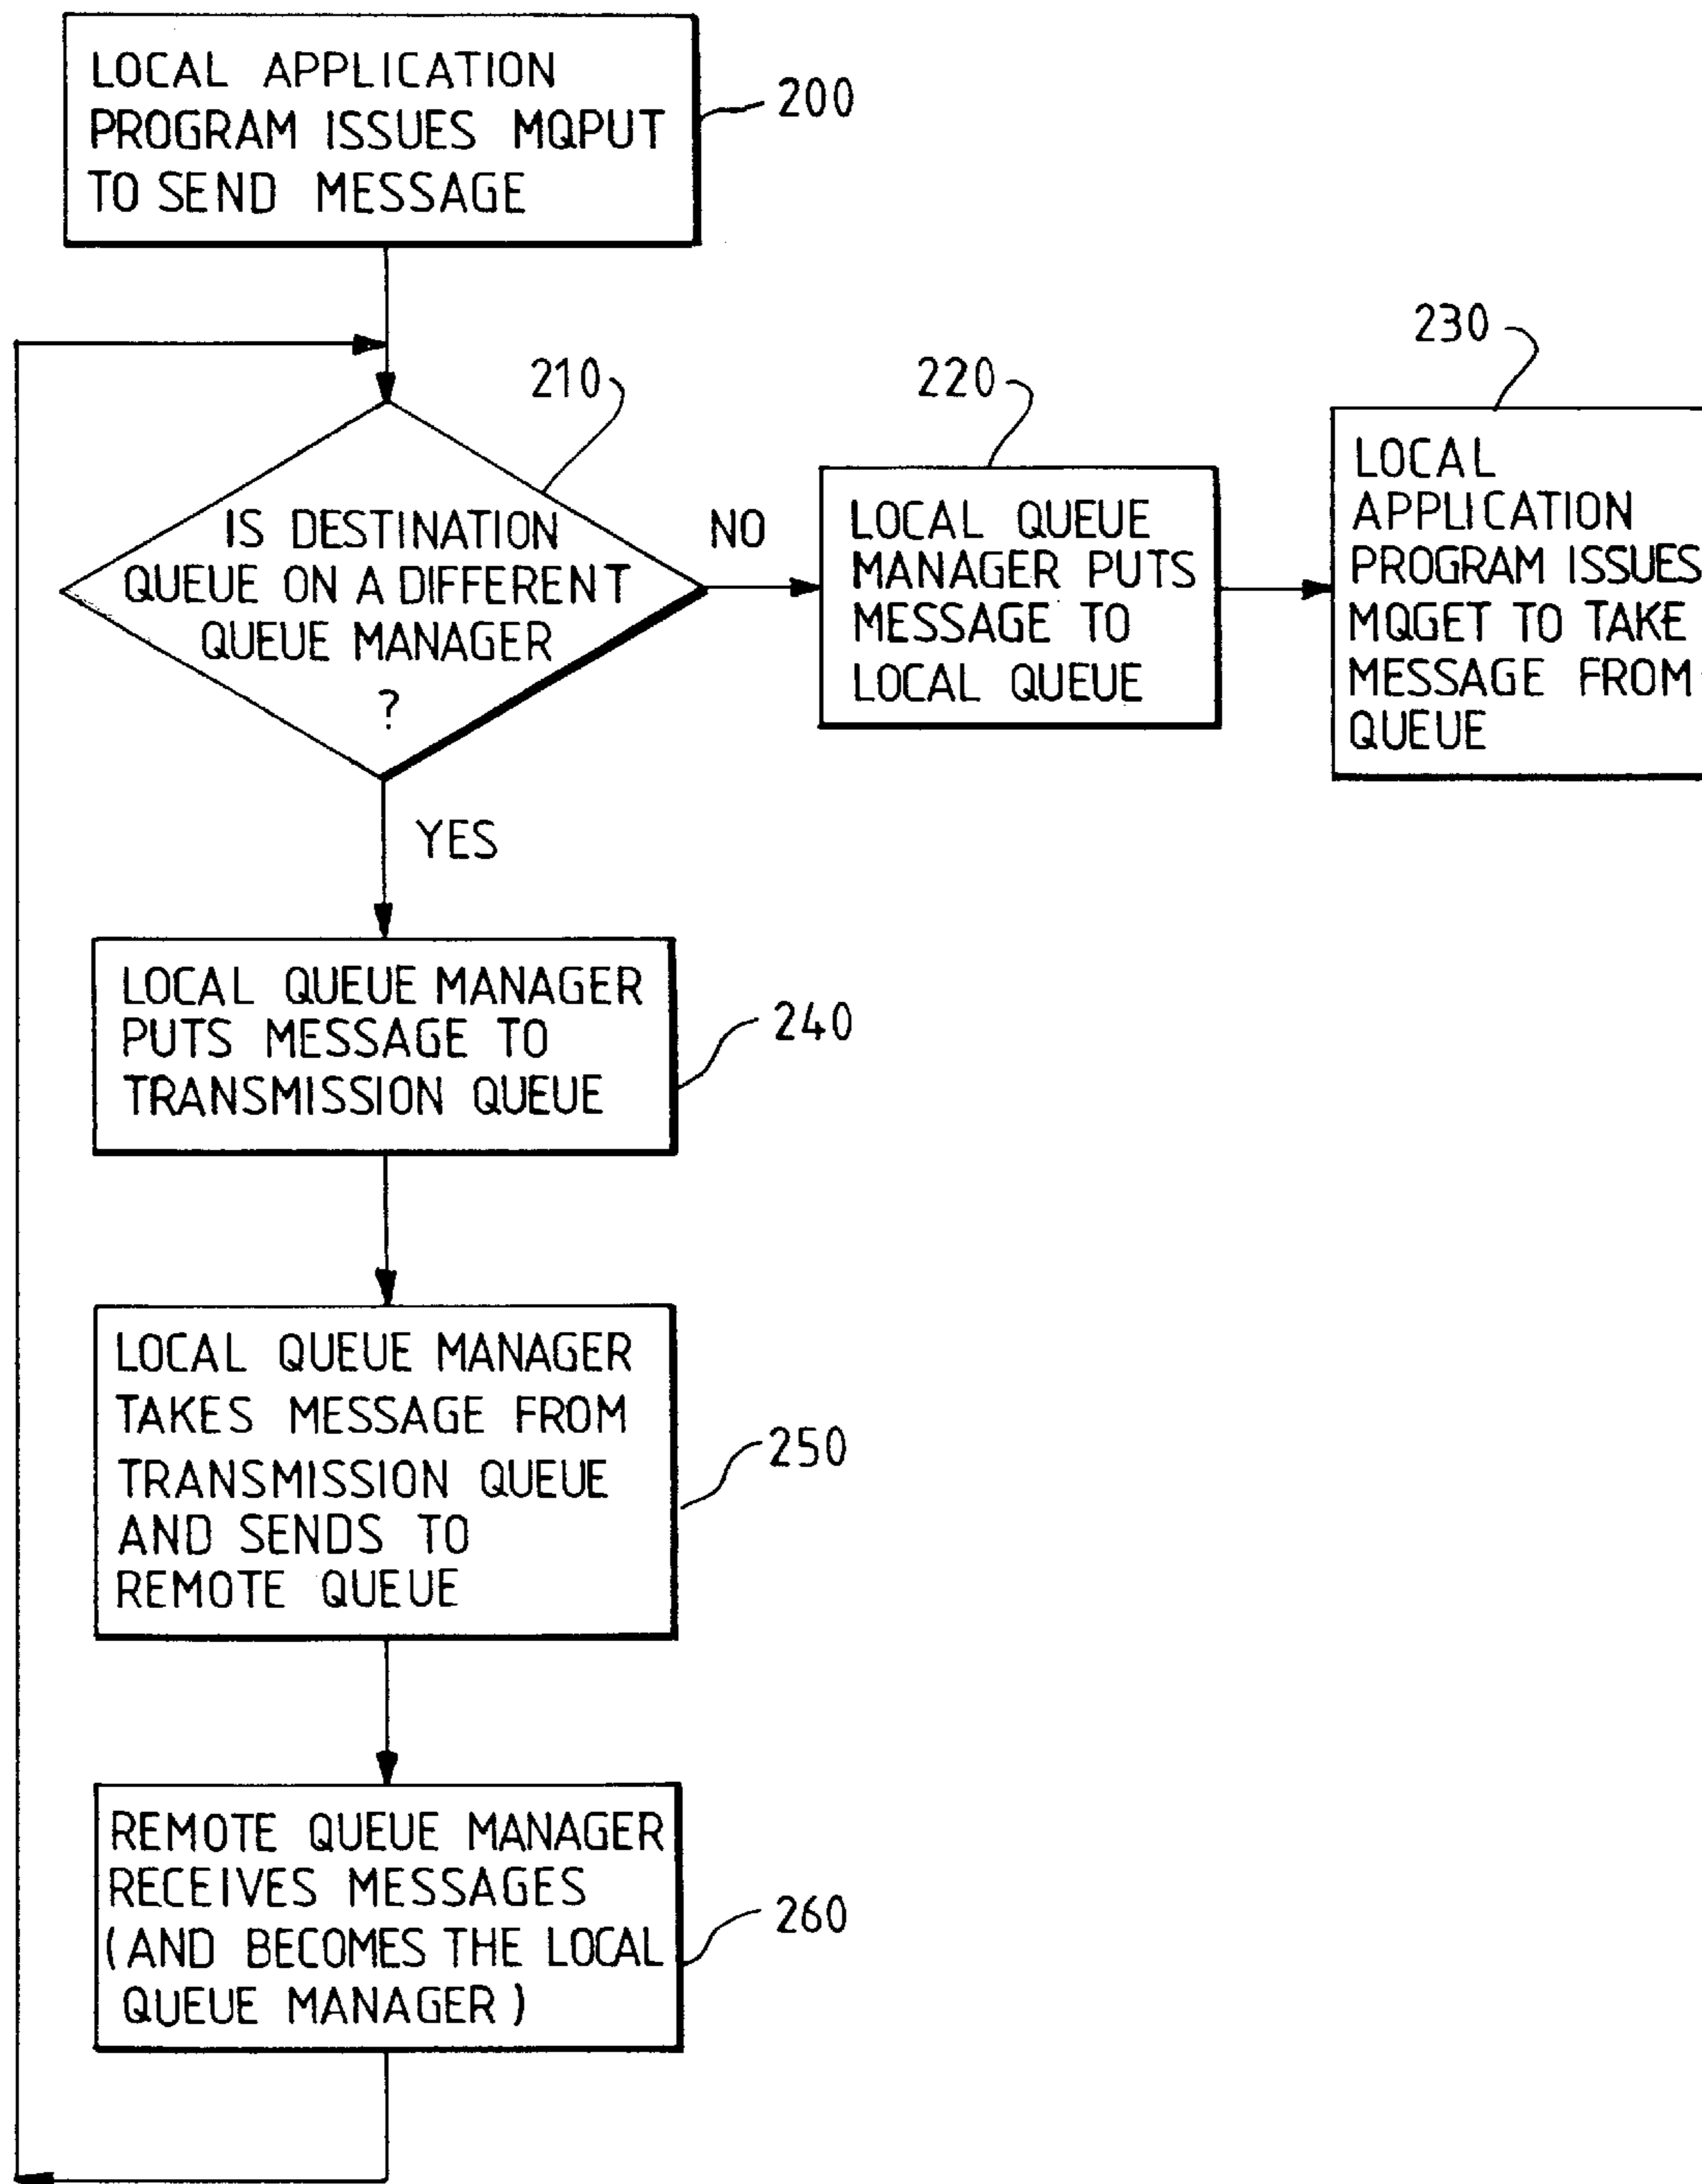 LOCAL APPLICATION
PROGRAM ISSUES MQPUT
TO SEND MESSAGE
200
210
IS DESTINATION
QUEUE ON A DIFFERENT
QUEUE MANAGER
?
NO
YES
220
LOCAL QUEUE
MANAGER PUTS
MESSAGE TO
LOCAL QUEUE
230
LOCAL
APPLICATION
PROGRAM ISSUES
MQGET TO TAKE
MESSAGE FROM
QUEUE
LOCAL QUEUE MANAGER
PUTS MESSAGE TO
TRANSMISSION QUEUE
240
LOCAL QUEUE MANAGER
TAKES MESSAGE FROM
TRANSMISSION QUEUE
AND SENDS TO
REMOTE QUEUE
250
REMOTE QUEUE MANAGER
RECEIVES MESSAGES
(AND BECOMES THE LOCAL
QUEUE MANAGER)
260